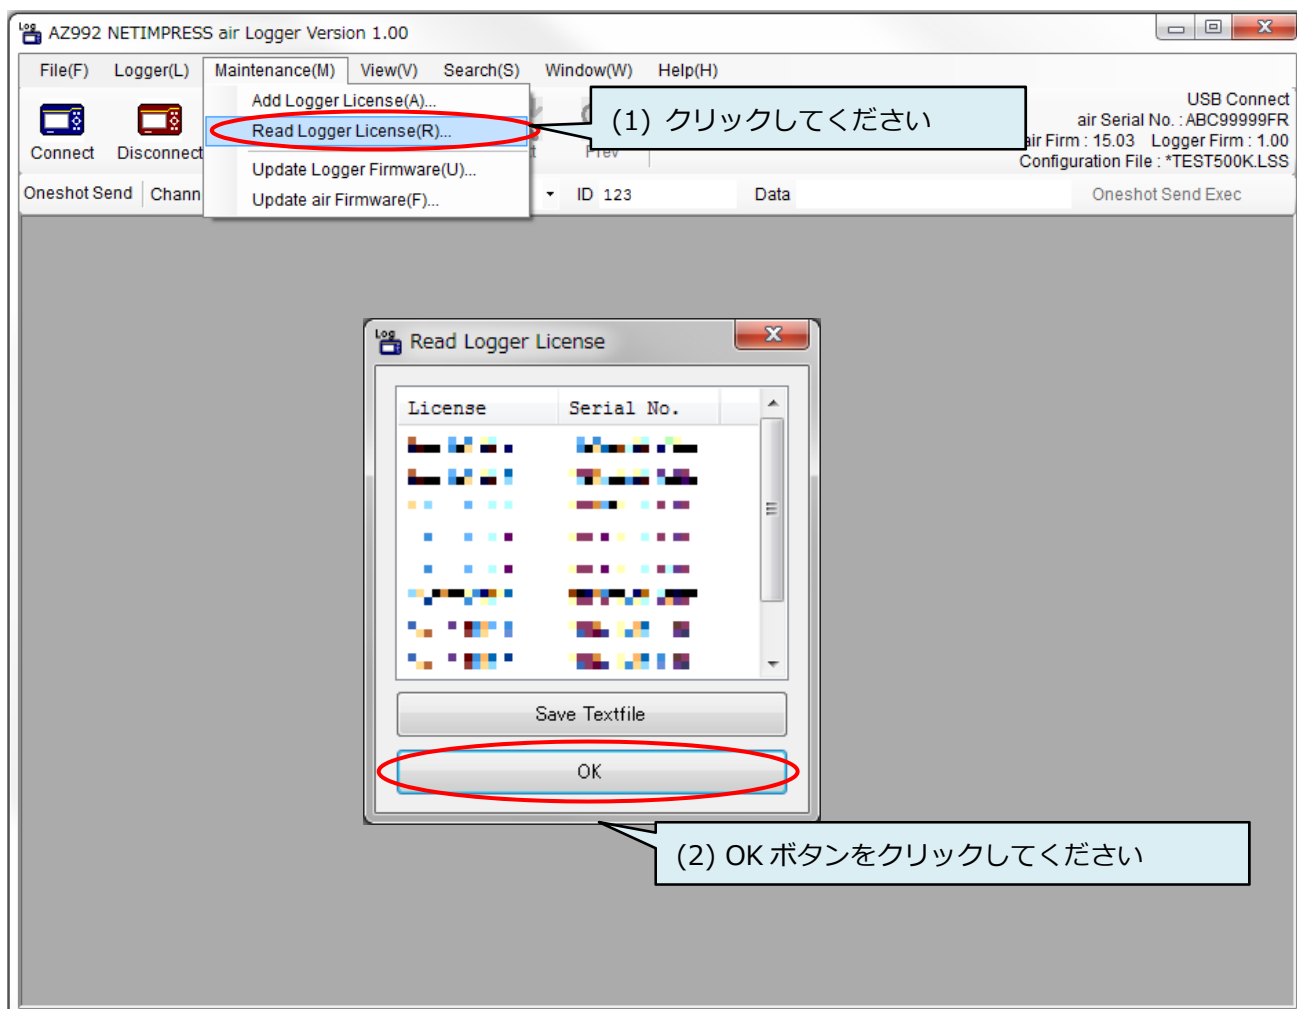 AZ992 NETIMPRESS air Logger Version 1.00
File(F) Logger(L) Maintenance(M) View(V) Search(S) Window(W) Help(H)
Add Logger License(A)...
Read Logger License(R)...
Update Logger Firmware(U)...
Update air Firmware(F)...
Connect Disconnect Prev
(1) クリックしてください
USB Connect
air Serial No. : ABC99999FR
air Firm : 15.03 Logger Firm : 1.00
Configuration File : *TEST500K.LSS
Oneshot Send Chann ID 123 Data Oneshot Send Exec
Log
Read Logger License
License Serial No.
Save Textfile
OK
(2) OK ボタンをクリックしてください